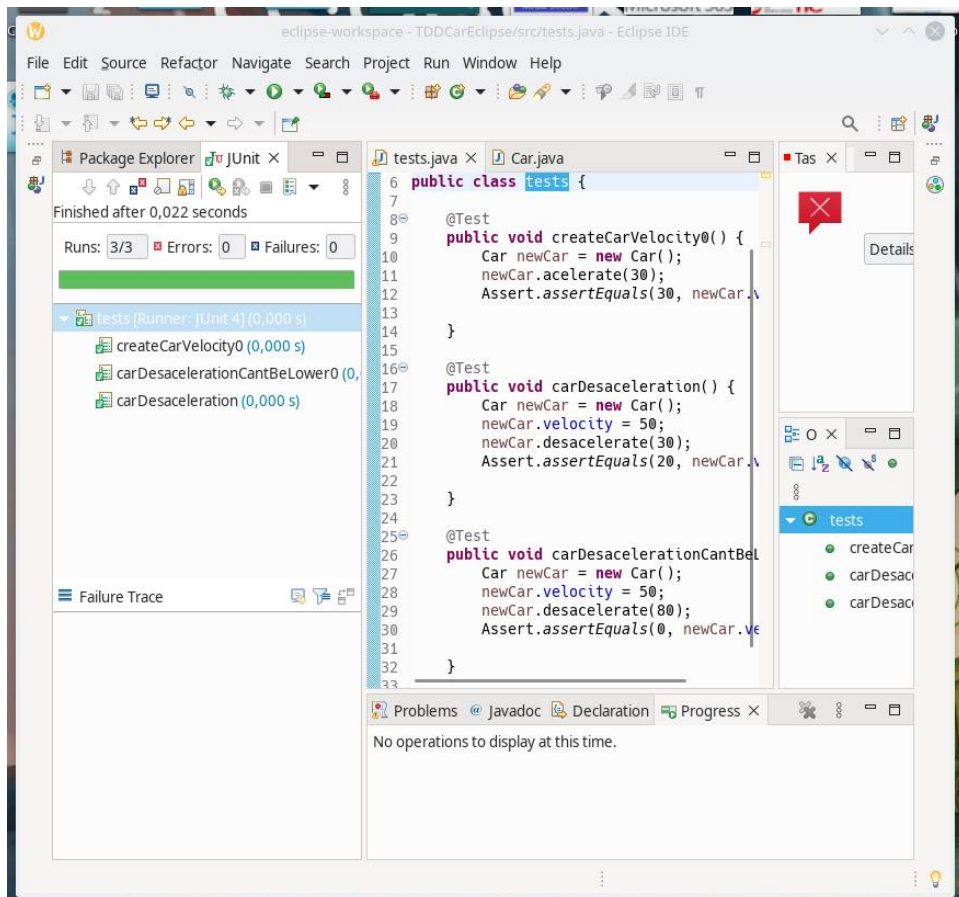 eclipse-workspace - TDDCarEclipse/src/tests.java - Eclipse IDE
File Edit Source Refactor Navigate Search Project Run Window Help
Package Explorer JUnit
Finished after 0,022 seconds
Runs: 3/3 Errors: 0 Failures: 0
tests [Runner: JUnit 4] (0,000 s)
createCarVelocity0 (0,000 s)
carDesacelerationCantBeLower0 (0,
carDesaceleration (0,000 s)
Failure Trace
tests.java Car.java
6 public class tests {
7
8 @Test
9 public void createCarVelocity0() {
10 Car newCar = new Car();
11 newCar.acelerate(30);
12 Assert.assertEquals(30, newCar.v
13
14 }
15
16 @Test
17 public void carDesaceleration() {
18 Car newCar = new Car();
19 newCar.velocity = 50;
20 newCar.desacelerate(30);
21 Assert.assertEquals(20, newCar.v
22
23 }
24
25 @Test
26 public void carDesacelerationCantBeL
27 Car newCar = new Car();
28 newCar.velocity = 50;
29 newCar.desacelerate(80);
30 Assert.assertEquals(0, newCar.ve
31
32 }
33
Tas
Details
O
tests
createCar
carDesac
carDesac
Problems Javadoc Declaration Progress
No operations to display at this time.